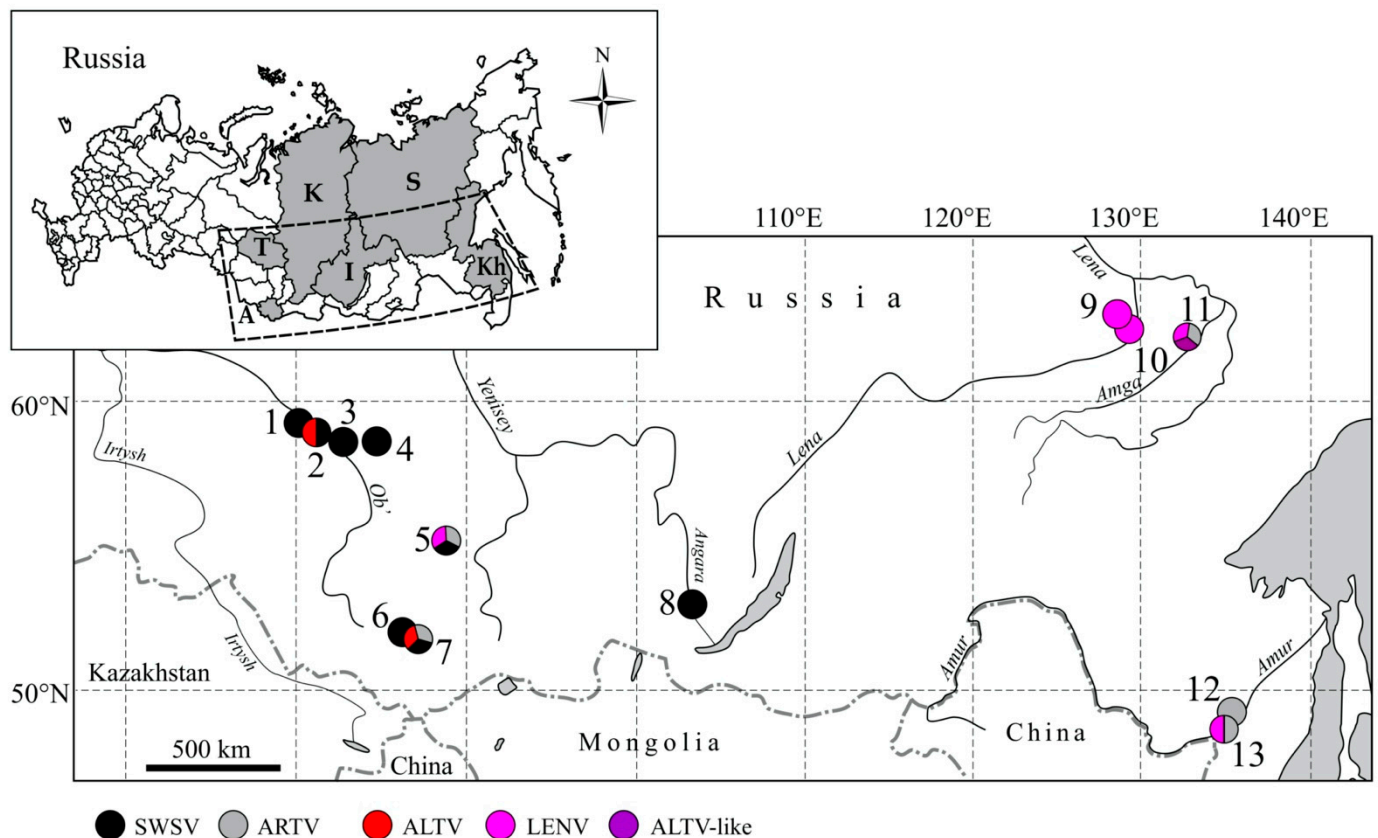 Russia
N
K
S
T
I
Kh
A
110°E 120°E 130°E 140°E
Lena
Russia
9
11
10
Amga
60°N
1
3
2
4
Yenisey
Irtysh
Ob'
Lena
5
Angara
8
6
7
Irtysh
Kazakhstan
50°N
Amur
Amur
12
13
500 km
China
Mongolia
China
SWSV ARTV ALTV LENV ALTV-like